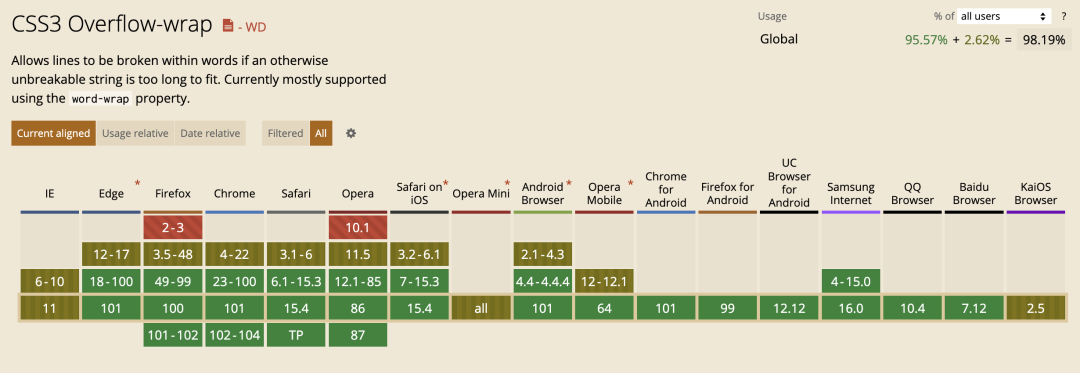 CSS3 Overflow-wrap - WD
Usage % of all users ?
Global 95.57% + 2.62% = 98.19%
Allows lines to be broken within words if an otherwise
unbreakable string is too long to fit. Currently mostly supported
using the word-wrap property.
Current aligned Usage relative Date relative Filtered All
IE
Edge *
Firefox
Chrome
Safari
Opera
Safari on *
iOS
Opera Mini *
Android *
Browser
Opera *
Mobile
Chrome
for
Android
Firefox for
Android
UC
Browser
for
Android
Samsung
Internet
QQ
Browser
Baidu
Browser
KaiOS
Browser
2-3 10.1
12-17 3.5-48 4-22 3.1-6 11.5 3.2-6.1 2.1-4.3
6-10 18-100 49-99 23-100 6.1-15.3 12.1-85 7-15.3 4.4-4.4.4 12-12.1 4-15.0
11 101 100 101 15.4 86 15.4 all 101 64 101 99 12.12 16.0 10.4 7.12 2.5
101-102 102-104 TP 87